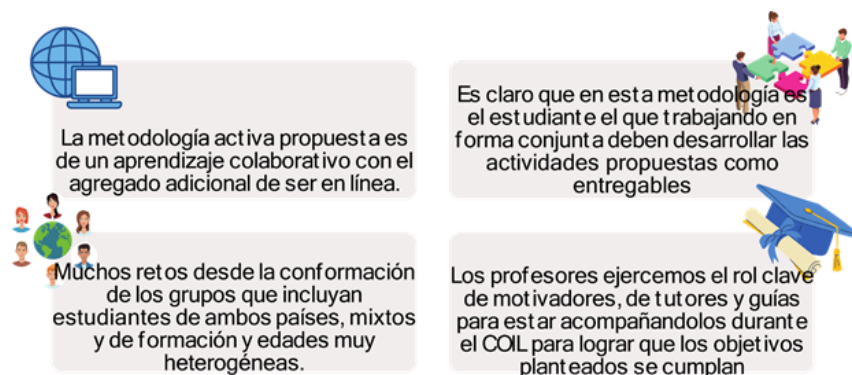 La metodología activa propuesta es
de un aprendizaje colaborativo con el
agregado adicional de ser en línea.
Es claro que en esta metodología es
el estudiante el que trabajando en
forma conjunta deben desarrollar las
actividades propuestas como
entregables
Muchos retos desde la conformación
de los grupos que incluyan
estudiantes de ambos países, mixtos
y de formación y edades muy
heterogéneas.
Los profesores ejercemos el rol clave
de motivadores, de tutores y guías
para estar acompañandolos durante
el COIL para lograr que los objetivos
planteados se cumplan